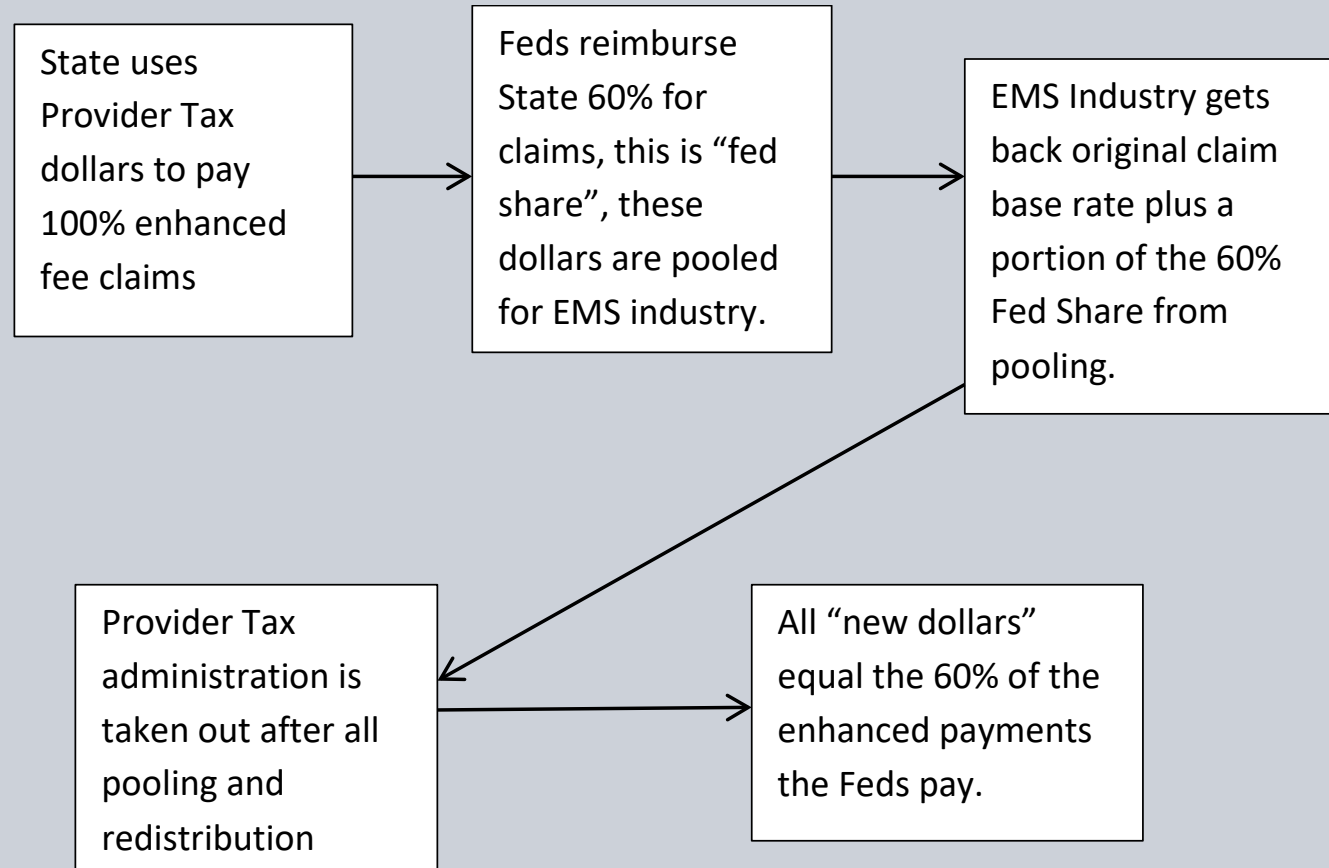 State uses
Provider Tax
dollars to pay
100% enhanced
fee claims
Feds reimburse
State 60% for
claims, this is “fed
share”, these
dollars are pooled
for EMS industry.
EMS Industry gets
back original claim
base rate plus a
portion of the 60%
Fed Share from
pooling.
Provider Tax
administration is
taken out after all
pooling and
redistribution
All “new dollars”
equal the 60% of the
enhanced payments
the Feds pay.